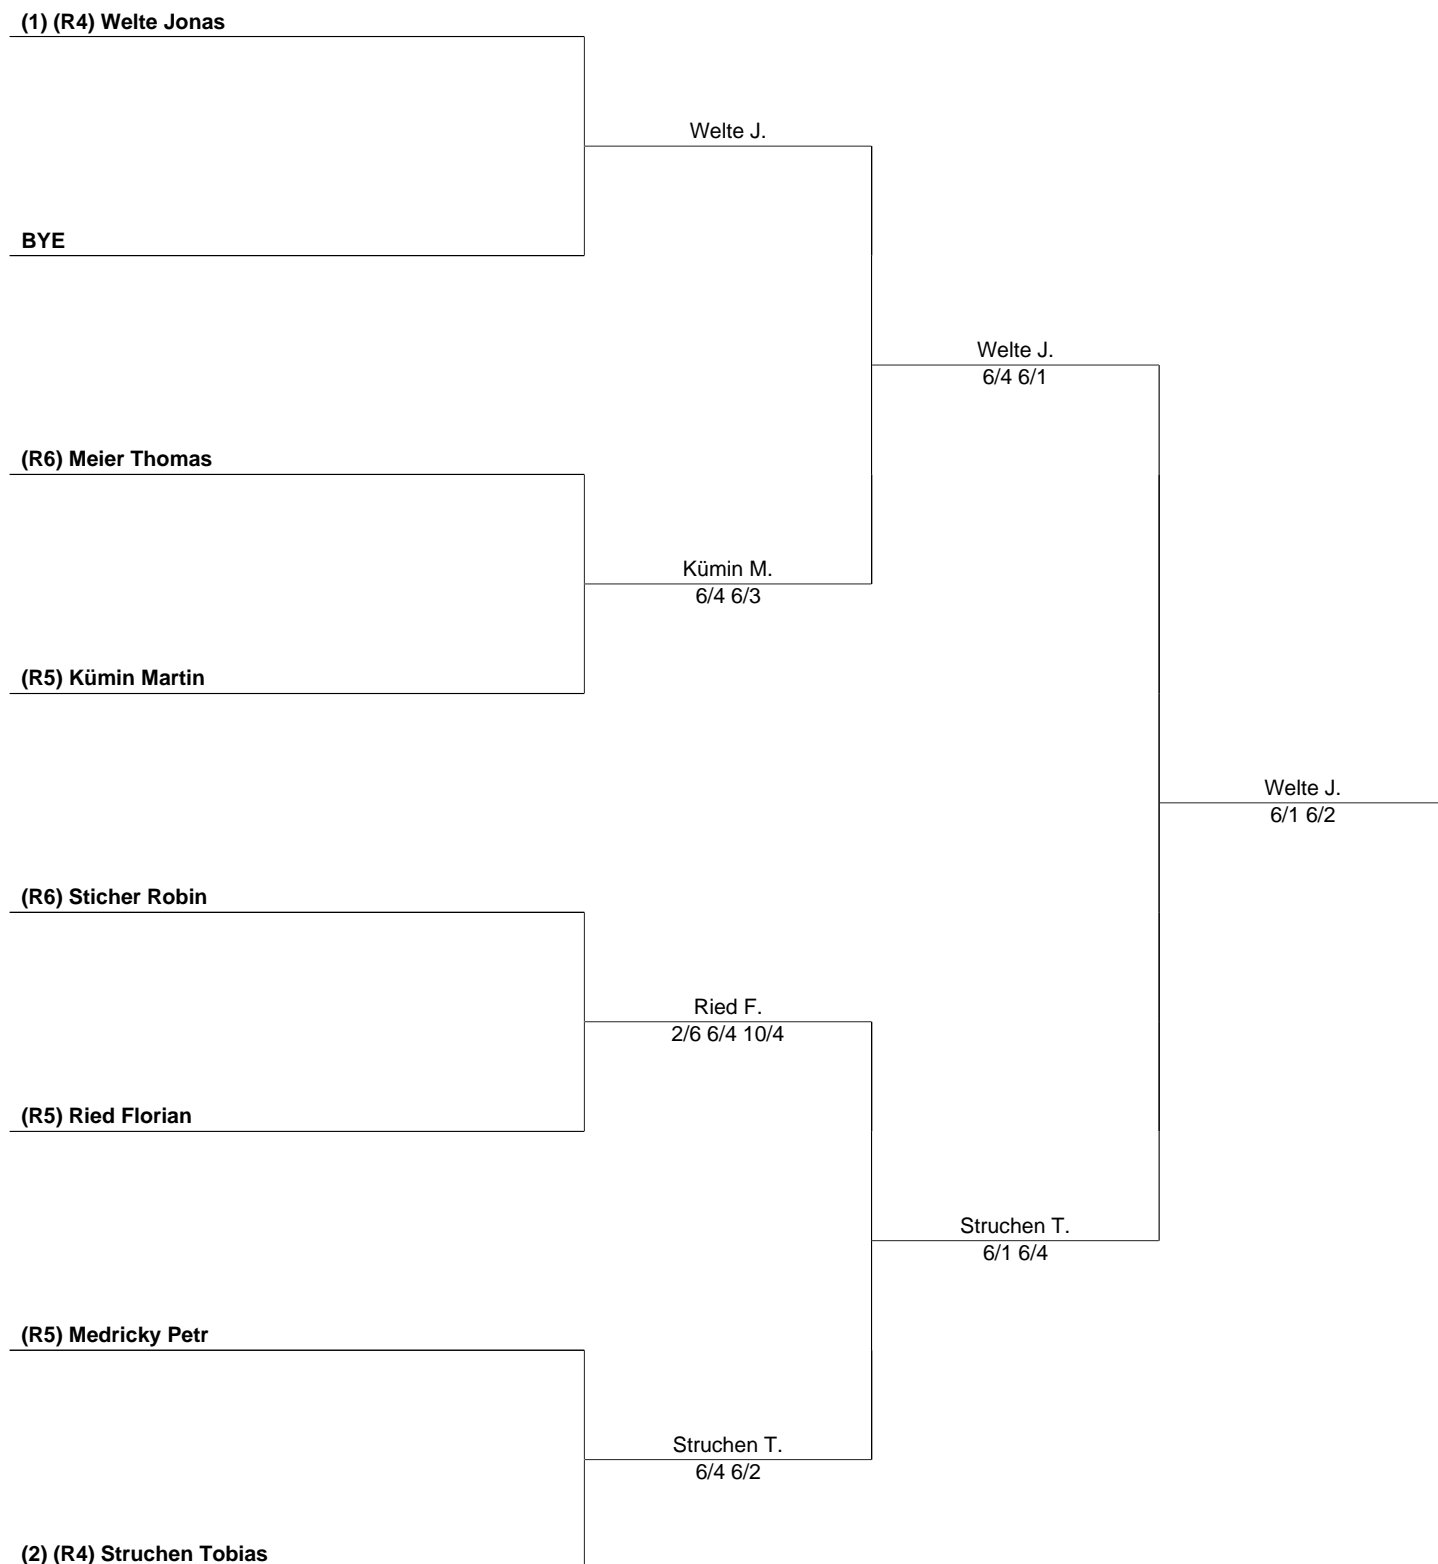 (1) (R4) Welte Jonas
Welte J.
BYE
Welte J.
6/4 6/1
(R6) Meier Thomas
Kümin M.
6/4 6/3
(R5) Kümin Martin
Welte J.
6/1 6/2
(R6) Sticher Robin
Ried F.
2/6 6/4 10/4
(R5) Ried Florian
Struchen T.
6/1 6/4
(R5) Medricky Petr
Struchen T.
6/4 6/2
(2) (R4) Struchen Tobias